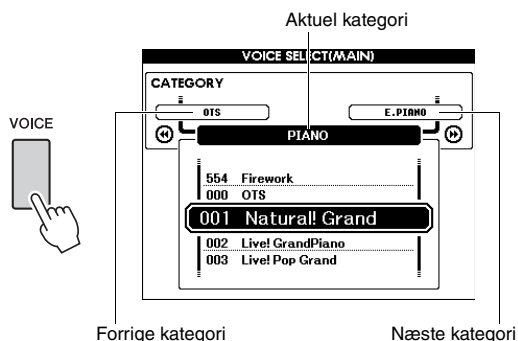 Aktuel kategori
VOICE SELECT(MAIN)
CATEGORY
OTS
E.PIANO
PIANO
VOICE
554 Firework
000 OTS
001 Natural! Grand
002 Live! GrandPiano
003 Live! Pop Grand
Forrige kategori
Næste kategori